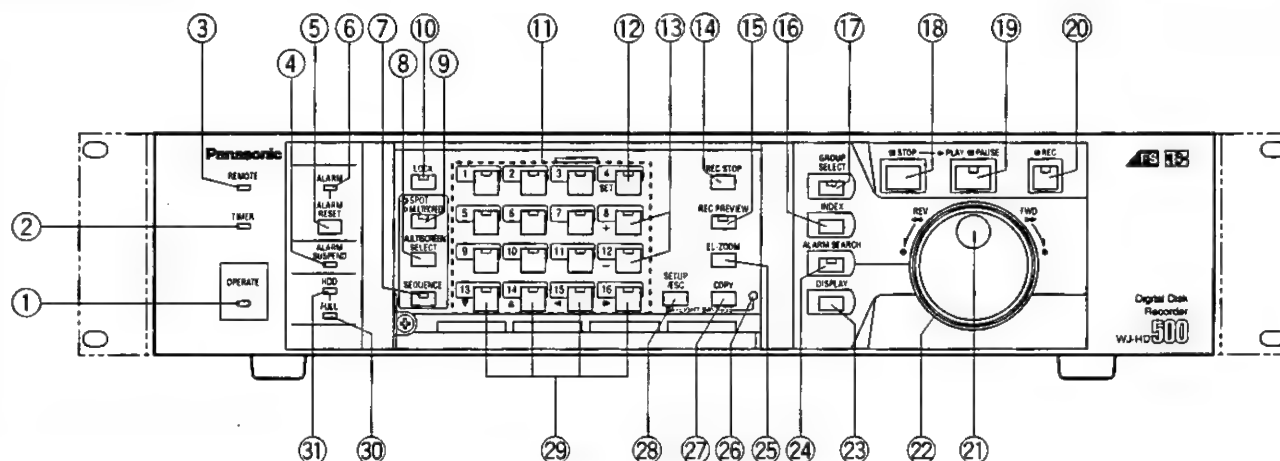 ③ ⑤ ⑥ ⑦ ⑩ ⑪ ⑫ ⑬ ⑭ ⑮ ⑯ ⑰ ⑱ ⑲ ⑳
④ ⑧ ⑨
②
①
Panasonic
REMOTE
TIMER
OPERATE
ALARM
ALARM
RESET
ALARM
SUSPEND
HDD
FULL
LOCK
SPOT
MULTISCREEN
SELECT
SEQUENCE
1 2 3 4
SET
5 6 7 8
+
9 10 11 12
-
13 14 15 16
▼ ▲ ◀ ▶
REC STOP
REC PREVIEW
EL-ZOOM
SETUP
/ESC
COPY
GROUP
SELECT
INDEX
ALARM SEARCH
DISPLAY
STOP PLAY PAUSE REC
REV FWD
Digital Disk
Recorder
WJ-HD500
㉛ ㉚ ㉙ ㉘ ㉗ ㉖ ㉕ ㉔ ㉓ ㉒ ㉑